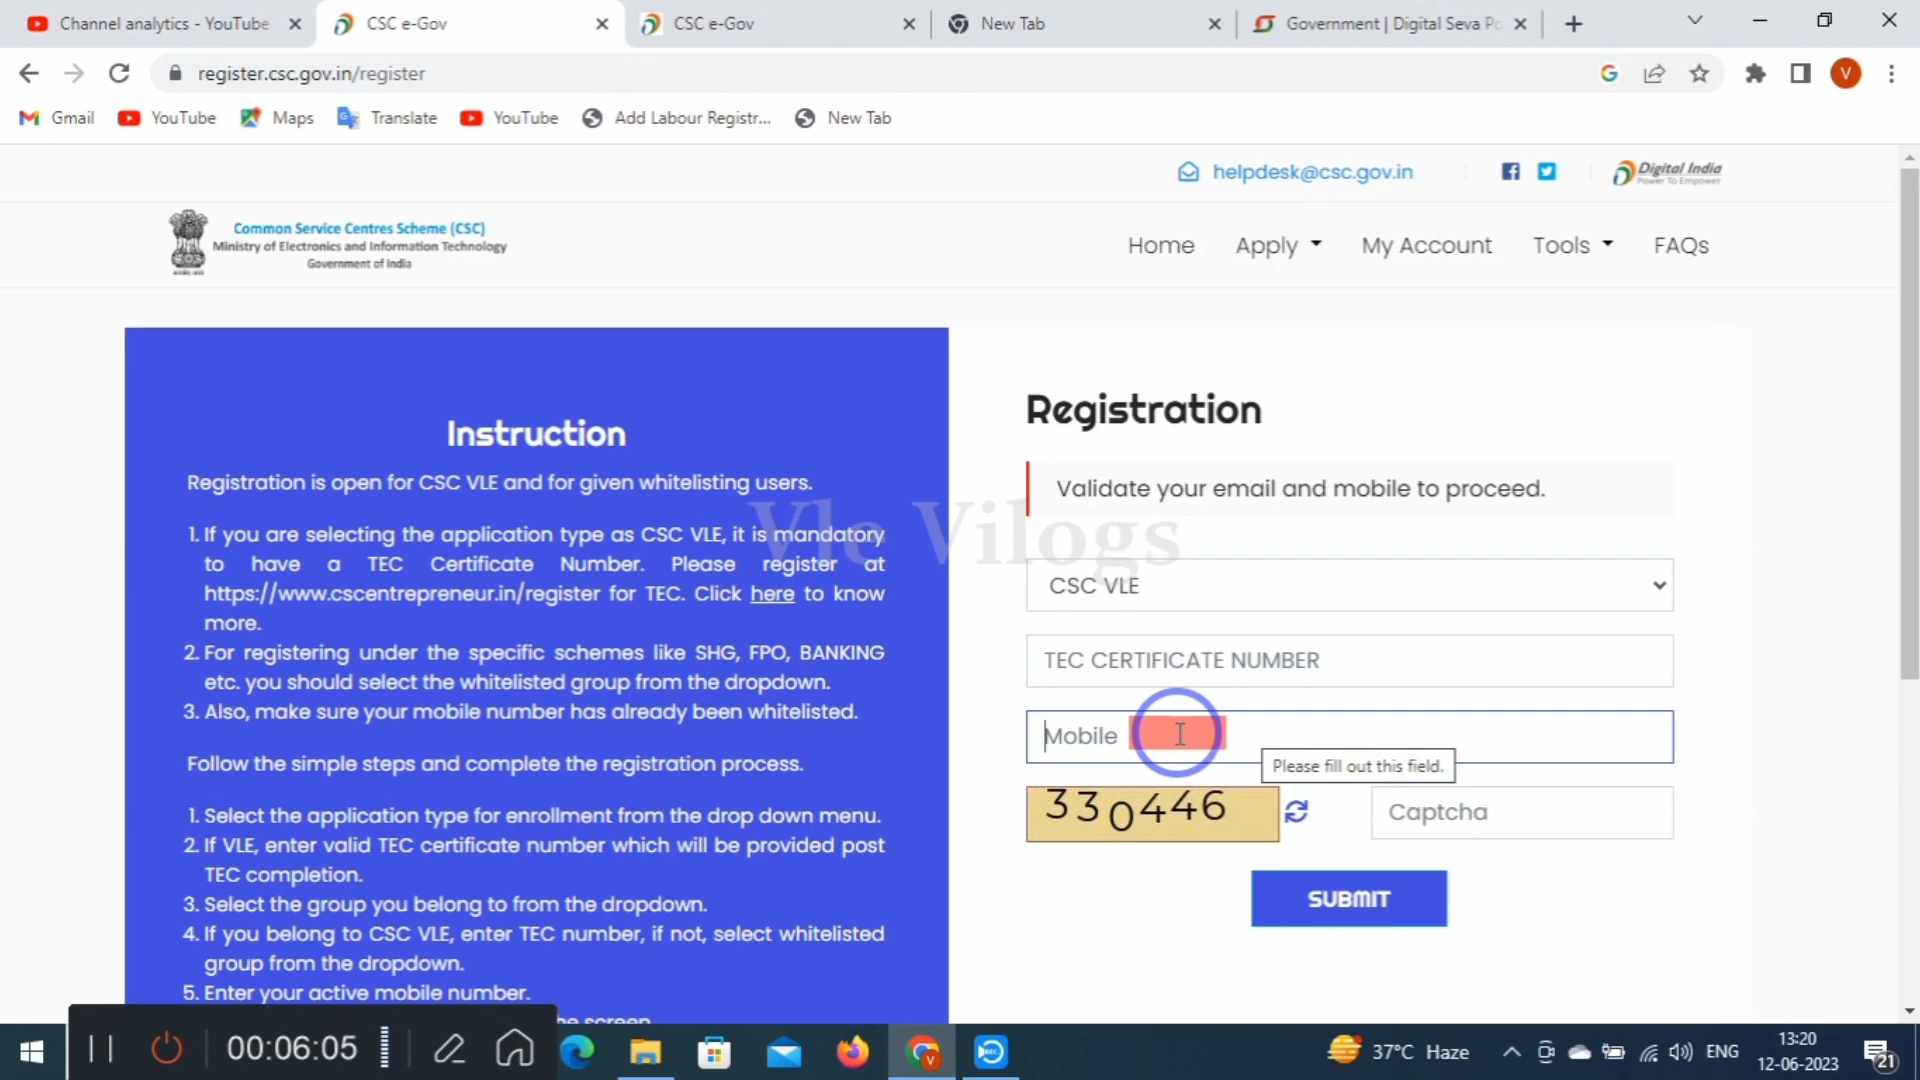 Channel analytics - YouTube
CSC e-Gov
CSC e-Gov
New Tab
Government | Digital Seva Po
register.csc.gov.in/register
V
Gmail
YouTube
Maps
Translate
YouTube
Add Labour Registr...
New Tab
helpdesk@csc.gov.in
Digital India
Power To Empower
Common Service Centres Scheme (CSC)
Ministry of Electronics and Information Technology
Government of India
Home
Apply
My Account
Tools
FAQs
Instruction
Registration is open for CSC VLE and for given whitelisting users.
1. If you are selecting the application type as CSC VLE, it is mandatory
to have a TEC Certificate Number. Please register at
https://www.cscentrepreneur.in/register for TEC. Click here to know
more.
2. For registering under the specific schemes like SHG, FPO, BANKING
etc. you should select the whitelisted group from the dropdown.
3. Also, make sure your mobile number has already been whitelisted.
Follow the simple steps and complete the registration process.
1. Select the application type for enrollment from the drop down menu.
2. If VLE, enter valid TEC certificate number which will be provided post
TEC completion.
3. Select the group you belong to from the dropdown.
4. If you belong to CSC VLE, enter TEC number, if not, select whitelisted
group from the dropdown.
5. Enter your active mobile number.
he screen
Registration
Validate your email and mobile to proceed.
Vle Vilogs
CSC VLE
TEC CERTIFICATE NUMBER
Mobile
Please fill out this field.
330446
Captcha
SUBMIT
00:06:05
V
REC
37°C Haze
ENG
13:20
12-06-2023
21